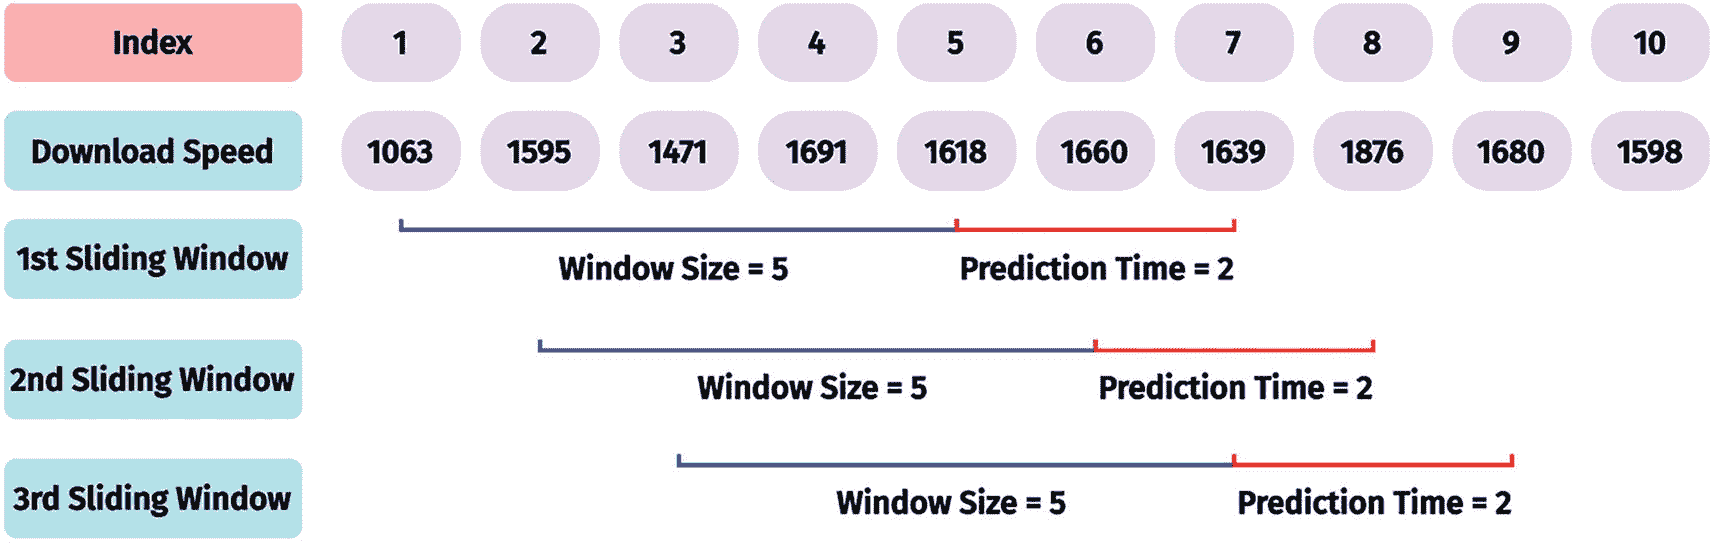 Index 1 2 3 4 5 6 7 8 9 10
Download Speed 1063 1595 1471 1691 1618 1660 1639 1876 1680 1598
1st Sliding Window Window Size = 5 Prediction Time = 2
2nd Sliding Window Window Size = 5 Prediction Time = 2
3rd Sliding Window Window Size = 5 Prediction Time = 2